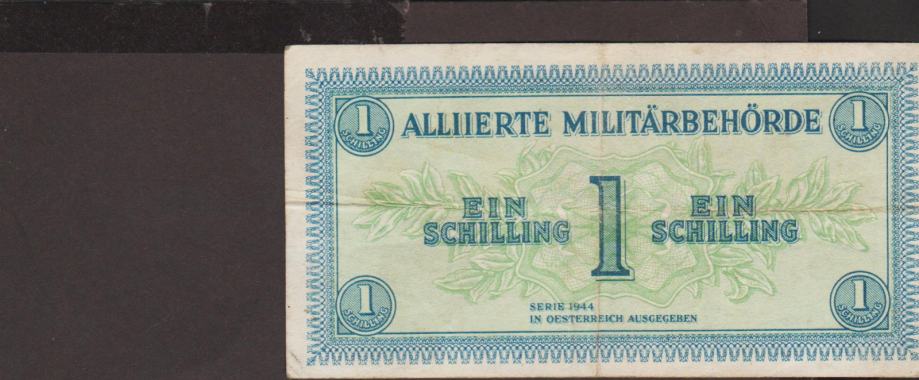 1 SCHILLING
ALLIIERTE MILITÄRBEHÖRDE
1 SCHILLING
EIN
SCHILLING
1
EIN
SCHILLING
1 SCHILLING
SERIE 1944
IN OESTERREICH AUSGEGEBEN
1 SCHILLING